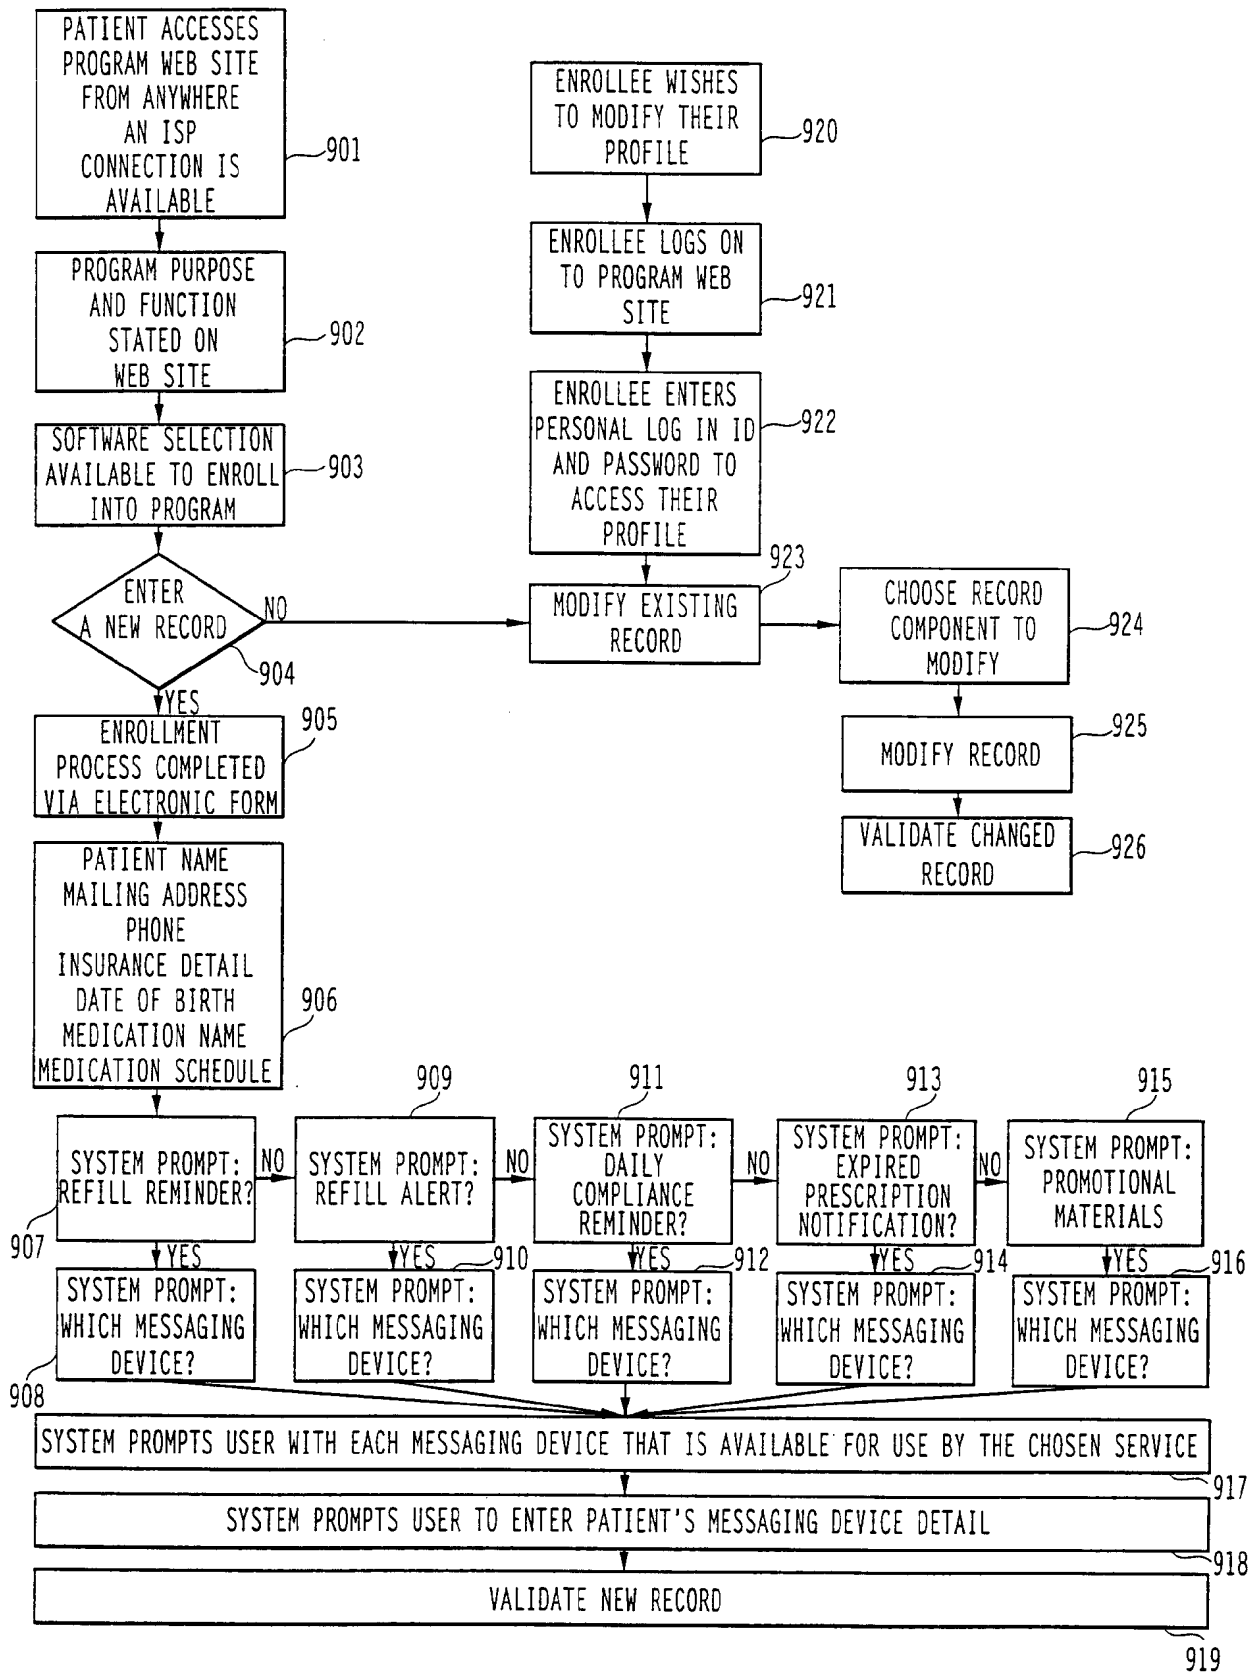 PATIENT ACCESSES
PROGRAM WEB SITE
FROM ANYWHERE
AN ISP
CONNECTION IS
AVAILABLE
901
PROGRAM PURPOSE
AND FUNCTION
STATED ON
WEB SITE
902
SOFTWARE SELECTION
AVAILABLE TO ENROLL
INTO PROGRAM
903
ENTER
A NEW RECORD
NO
904
YES
ENROLLMENT
PROCESS COMPLETED
VIA ELECTRONIC FORM
905
PATIENT NAME
MAILING ADDRESS
PHONE
INSURANCE DETAIL
DATE OF BIRTH
MEDICATION NAME
MEDICATION SCHEDULE
906
ENROLLEE WISHES
TO MODIFY THEIR
PROFILE
920
ENROLLEE LOGS ON
TO PROGRAM WEB
SITE
921
ENROLLEE ENTERS
PERSONAL LOG IN ID
AND PASSWORD TO
ACCESS THEIR
PROFILE
922
923
MODIFY EXISTING
RECORD
CHOOSE RECORD
COMPONENT TO
MODIFY
924
MODIFY RECORD
925
VALIDATE CHANGED
RECORD
926
SYSTEM PROMPT:
REFILL REMINDER?
907
NO
909
SYSTEM PROMPT:
REFILL ALERT?
NO
911
SYSTEM PROMPT:
DAILY
COMPLIANCE
REMINDER?
NO
913
SYSTEM PROMPT:
EXPIRED
PRESCRIPTION
NOTIFICATION?
NO
915
SYSTEM PROMPT:
PROMOTIONAL
MATERIALS
YES
SYSTEM PROMPT:
WHICH MESSAGING
DEVICE?
908
YES
910
SYSTEM PROMPT:
WHICH MESSAGING
DEVICE?
YES
912
SYSTEM PROMPT:
WHICH MESSAGING
DEVICE?
YES
914
SYSTEM PROMPT:
WHICH MESSAGING
DEVICE?
YES
916
SYSTEM PROMPT:
WHICH MESSAGING
DEVICE?
SYSTEM PROMPTS USER WITH EACH MESSAGING DEVICE THAT IS AVAILABLE FOR USE BY THE CHOSEN SERVICE
917
SYSTEM PROMPTS USER TO ENTER PATIENT'S MESSAGING DEVICE DETAIL
918
VALIDATE NEW RECORD
919